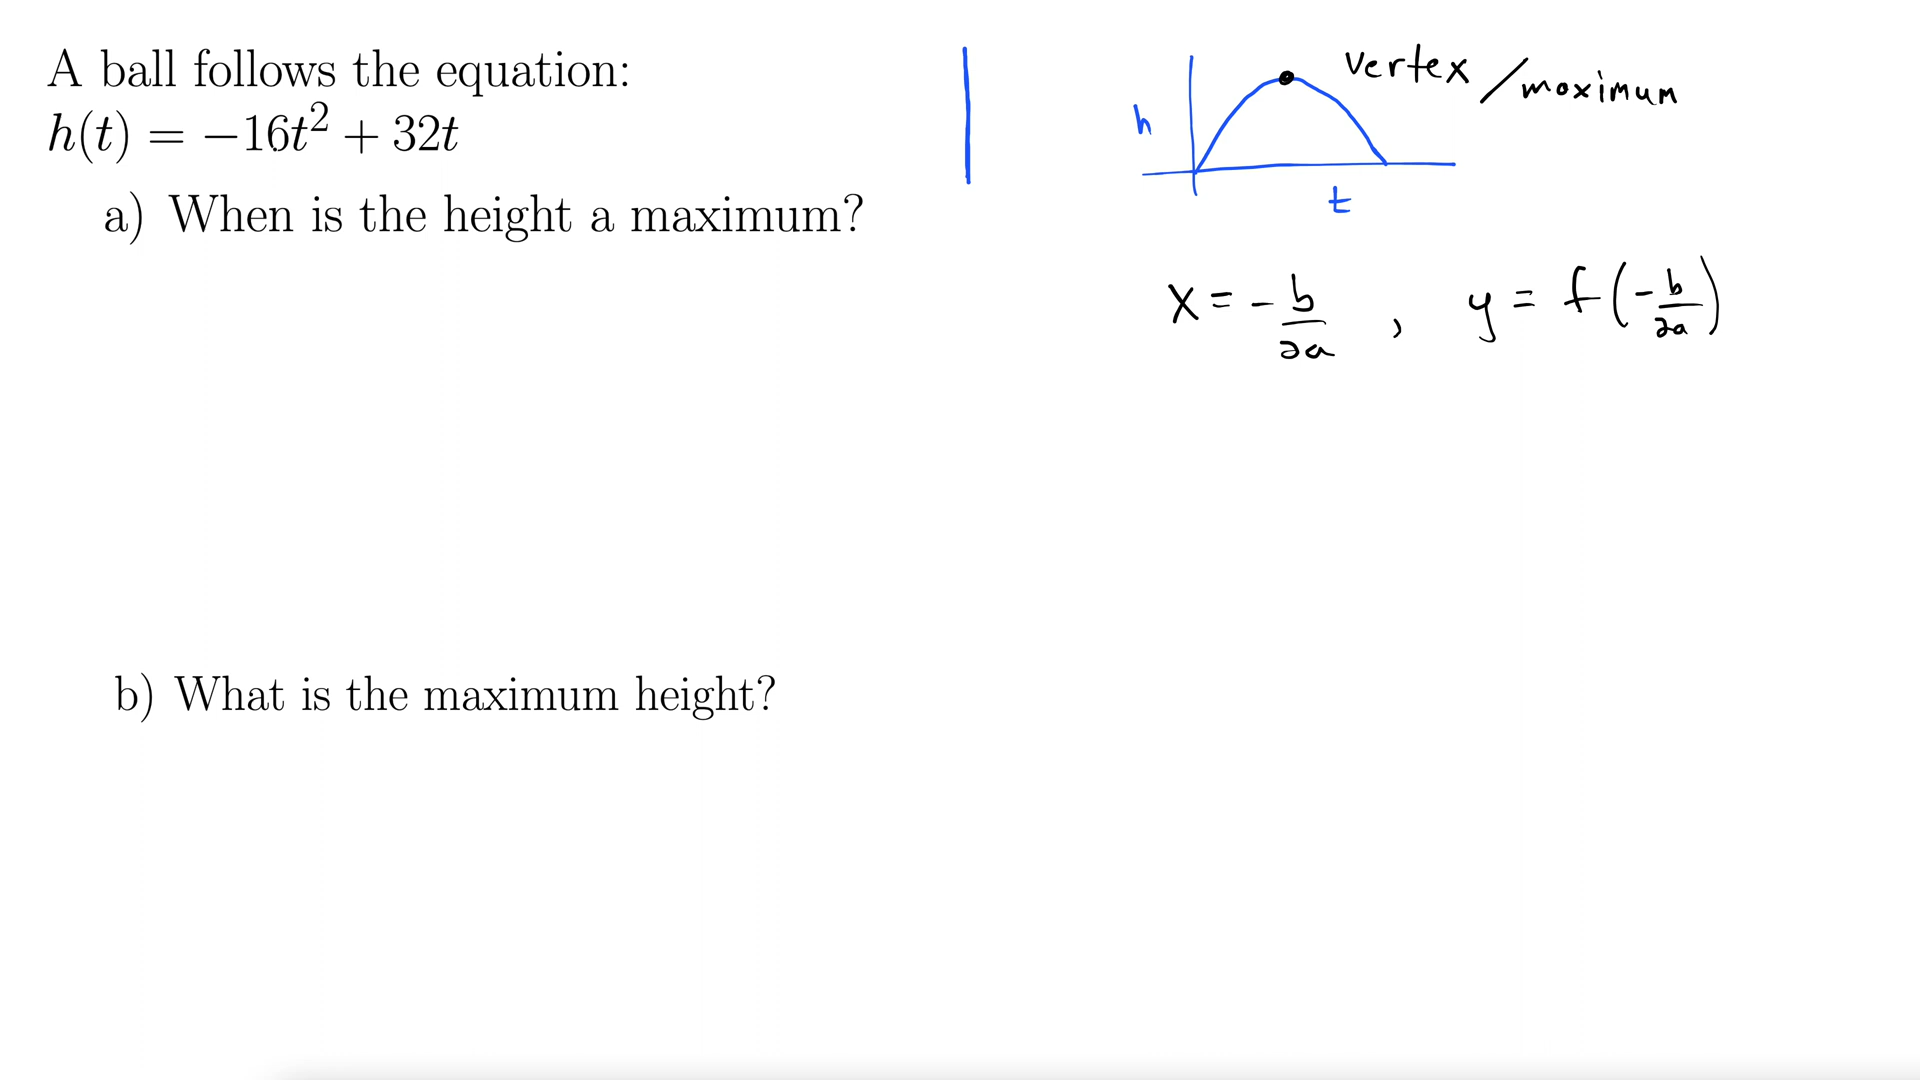 A ball follows the equation:
h(t) = −16t² + 32t
a) When is the height a maximum?
b) What is the maximum height?
vertex / maximum
h
t
x = - b/2a , y = f(- b/2a)